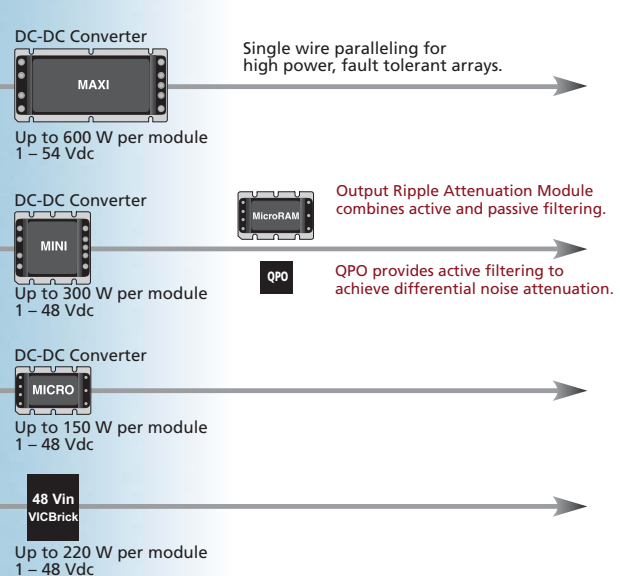 DC-DC Converter
MAXI
Up to 600 W per module
1 – 54 Vdc
Single wire paralleling for
high power, fault tolerant arrays.
DC-DC Converter
MINI
Up to 300 W per module
1 – 48 Vdc
MicroRAM
Output Ripple Attenuation Module
combines active and passive filtering.
QPO
QPO provides active filtering to
achieve differential noise attenuation.
DC-DC Converter
MICRO
Up to 150 W per module
1 – 48 Vdc
48 Vin
VICBrick
Up to 220 W per module
1 – 48 Vdc